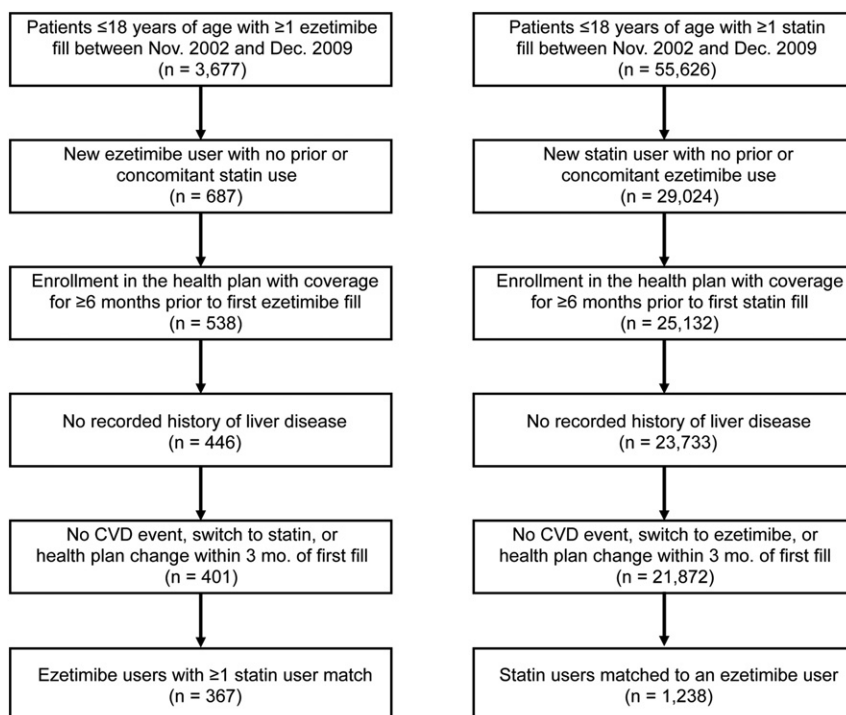 Patients ≤18 years of age with ≥1 ezetimibe
fill between Nov. 2002 and Dec. 2009
(n = 3,677)
New ezetimibe user with no prior or
concomitant statin use
(n = 687)
Enrollment in the health plan with coverage
for ≥6 months prior to first ezetimibe fill
(n = 538)
No recorded history of liver disease
(n = 446)
No CVD event, switch to statin, or
health plan change within 3 mo. of first fill
(n = 401)
Ezetimibe users with ≥1 statin user match
(n = 367)
Patients ≤18 years of age with ≥1 statin
fill between Nov. 2002 and Dec. 2009
(n = 55,626)
New statin user with no prior or
concomitant ezetimibe use
(n = 29,024)
Enrollment in the health plan with coverage
for ≥6 months prior to first statin fill
(n = 25,132)
No recorded history of liver disease
(n = 23,733)
No CVD event, switch to ezetimibe, or
health plan change within 3 mo. of first fill
(n = 21,872)
Statin users matched to an ezetimibe user
(n = 1,238)